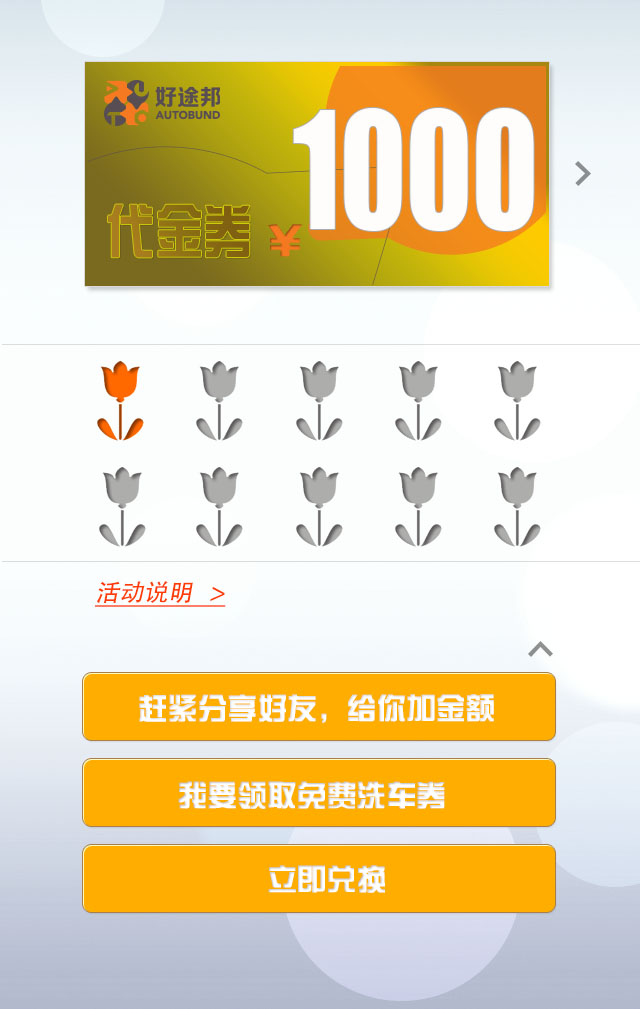 好途邦
AUTOBUND
1000
代金券 ¥
活动说明 >
赶紧分享好友，给你加金额
我要领取免费洗车券
立即兑换